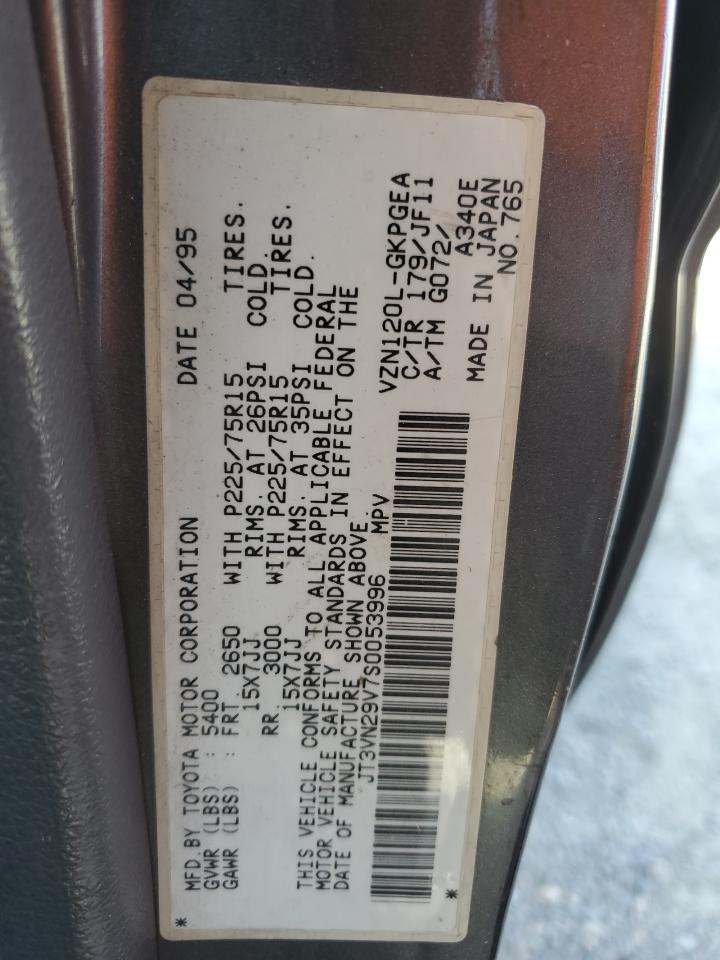 MFD. BY TOYOTA MOTOR CORPORATION DATE 04/95
GVWR (LBS) : 5400
GAWR (LBS) : FRT 2650 WITH P225/75R15 TIRES.
15X7JJ RIMS. AT 26PSI COLD.
RR. 3000 WITH P225/75R15 TIRES.
15X7JJ RIMS. AT 35PSI COLD.
THIS VEHICLE CONFORMS TO ALL APPLICABLE FEDERAL
MOTOR VEHICLE SAFETY STANDARDS IN EFFECT ON THE
DATE OF MANUFACTURE SHOWN ABOVE.
JT3VN29V7S0053996 MPV
VZN120L-GKPGEA
C/TR 179/JF11
A/TM G072/
A340E
MADE IN JAPAN
NO.765
* *